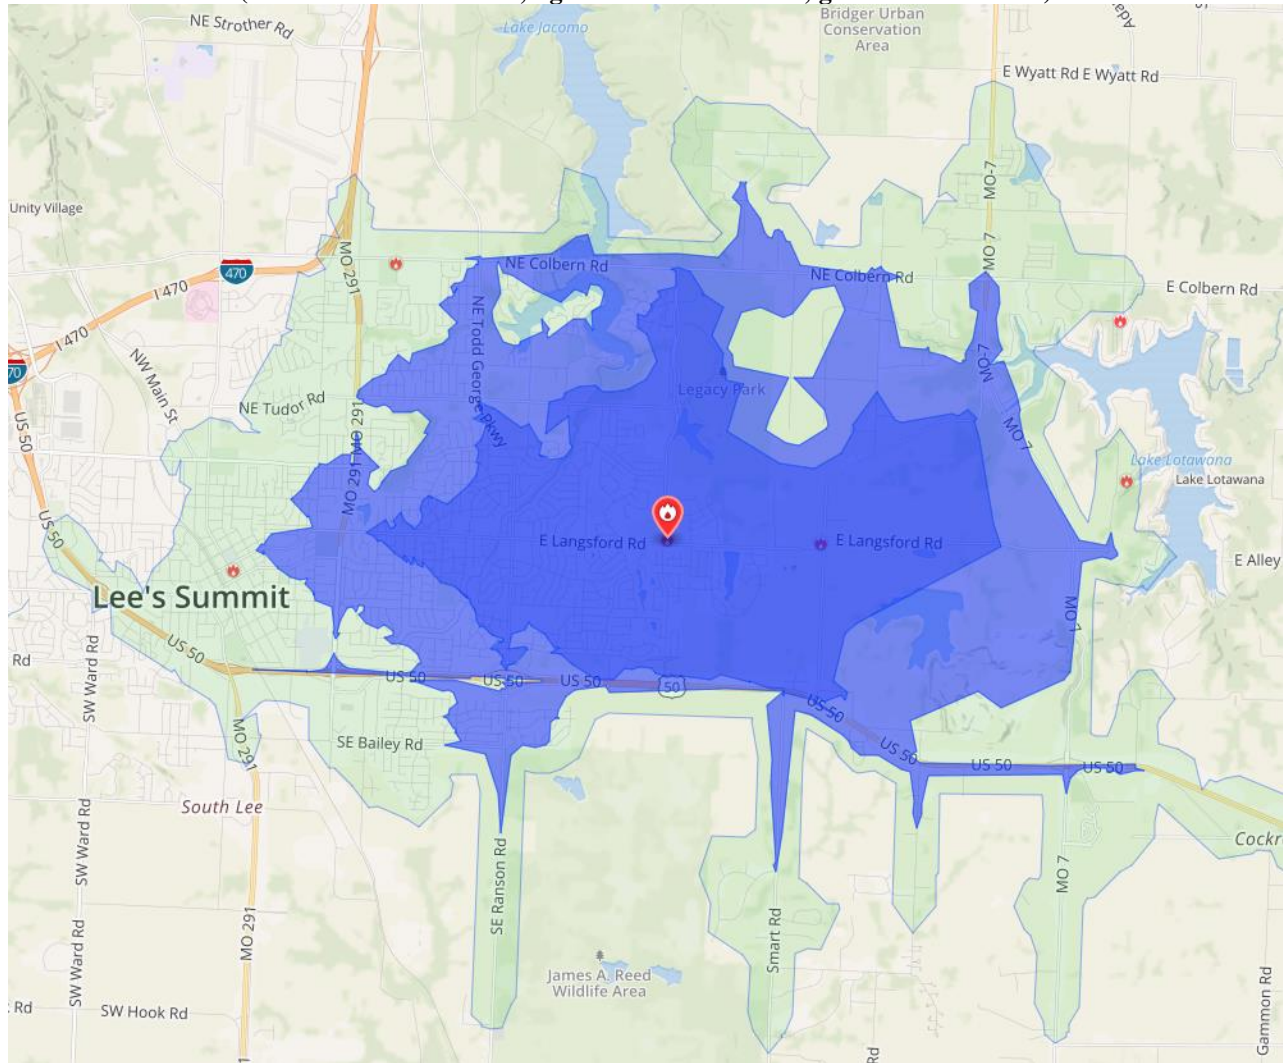 NE Strother Rd
Lake Jacomo
Bridger Urban
Conservation
Area
E Wyatt Rd E Wyatt Rd
MO-7
Unity Village
470
I 470
MO 291
NE Colbern Rd
NE Colbern Rd
MO 7
E Colbern Rd
I 470
70
NW Main St
NE Todd George Pkwy
MO-7
Legacy Park
NE Tudor Rd
US 50
MO 291 MO 291
MO 7
Lake Lotawana
Lake Lotawana
US 50
E Langsford Rd
E Langsford Rd
E Alley
Lee's Summit
MO 7
US 50
Rd
SW Ward Rd
US 50
US 50
US 50
50
US 50
MO 291
SE Bailey Rd
US 50
US 50
US 50
South Lee
SW Ward Rd
SE Ranson Rd
MO 7
MO 291
Smart Rd
SW Ward Rd
James A. Reed
Wildlife Area
Rd
SW Hook Rd
Gammon Rd
Rd